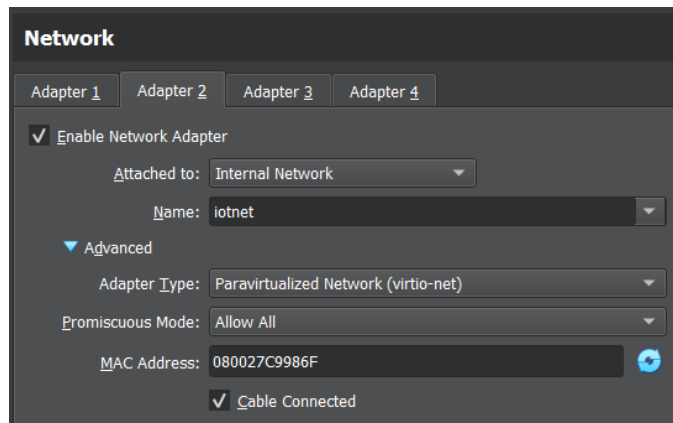 Network
Adapter 1 Adapter 2 Adapter 3 Adapter 4
Enable Network Adapter
Attached to: Internal Network
Name: iotnet
Advanced
Adapter Type: Paravirtualized Network (virtio-net)
Promiscuous Mode: Allow All
MAC Address: 080027C9986F
Cable Connected